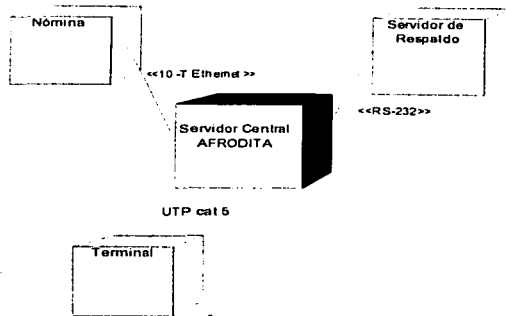 Nómina
Servidor de
Respaldo
<<10 -T Ethernet >>
<<RS-232>>
Servidor Central
AFRODITA
UTP cat 5
Terminal